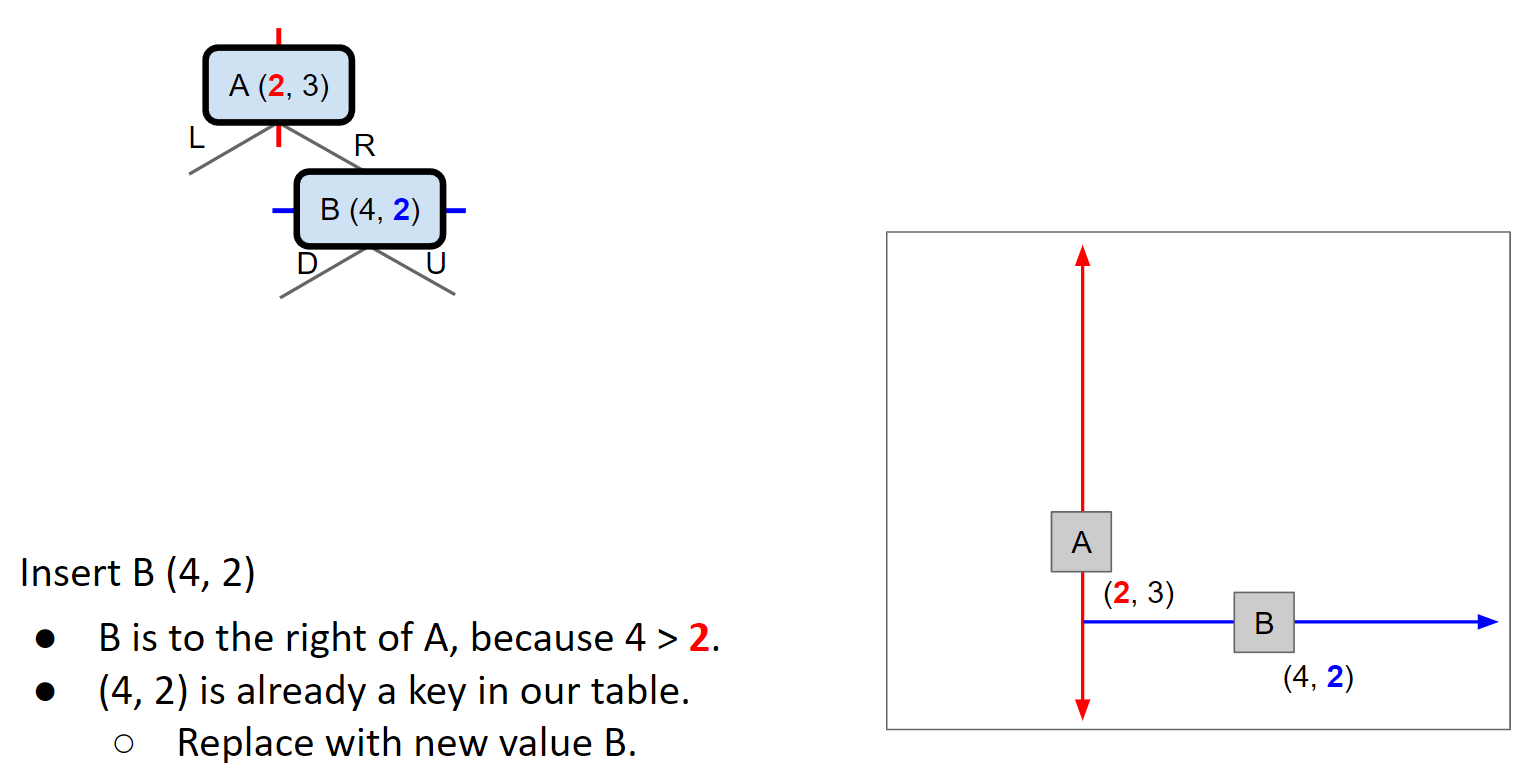 A (2, 3)
L
R
B (4, 2)
D
U
Insert B (4, 2)
● B is to the right of A, because 4 > 2.
● (4, 2) is already a key in our table.
○ Replace with new value B.
A
(2, 3)
B
(4, 2)